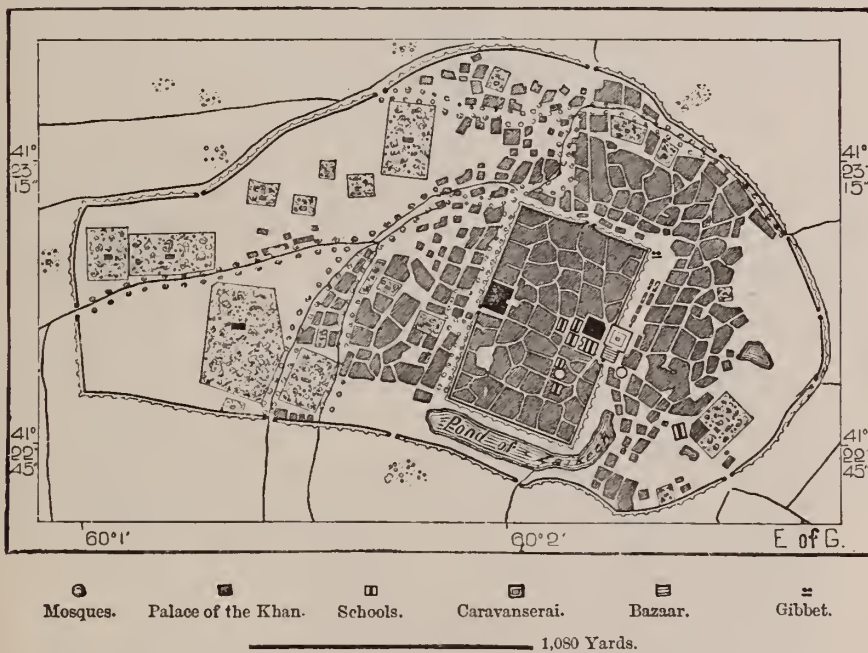 41°
23'
15"
41°
23'
15"
Pond of
41°
22'
45"
41°
22'
45"
60°1'
60°2'
E of G.
Mosques.
Palace of the Khan.
Schools.
Caravanserai.
Bazaar.
Gibbet.
1,080 Yards.